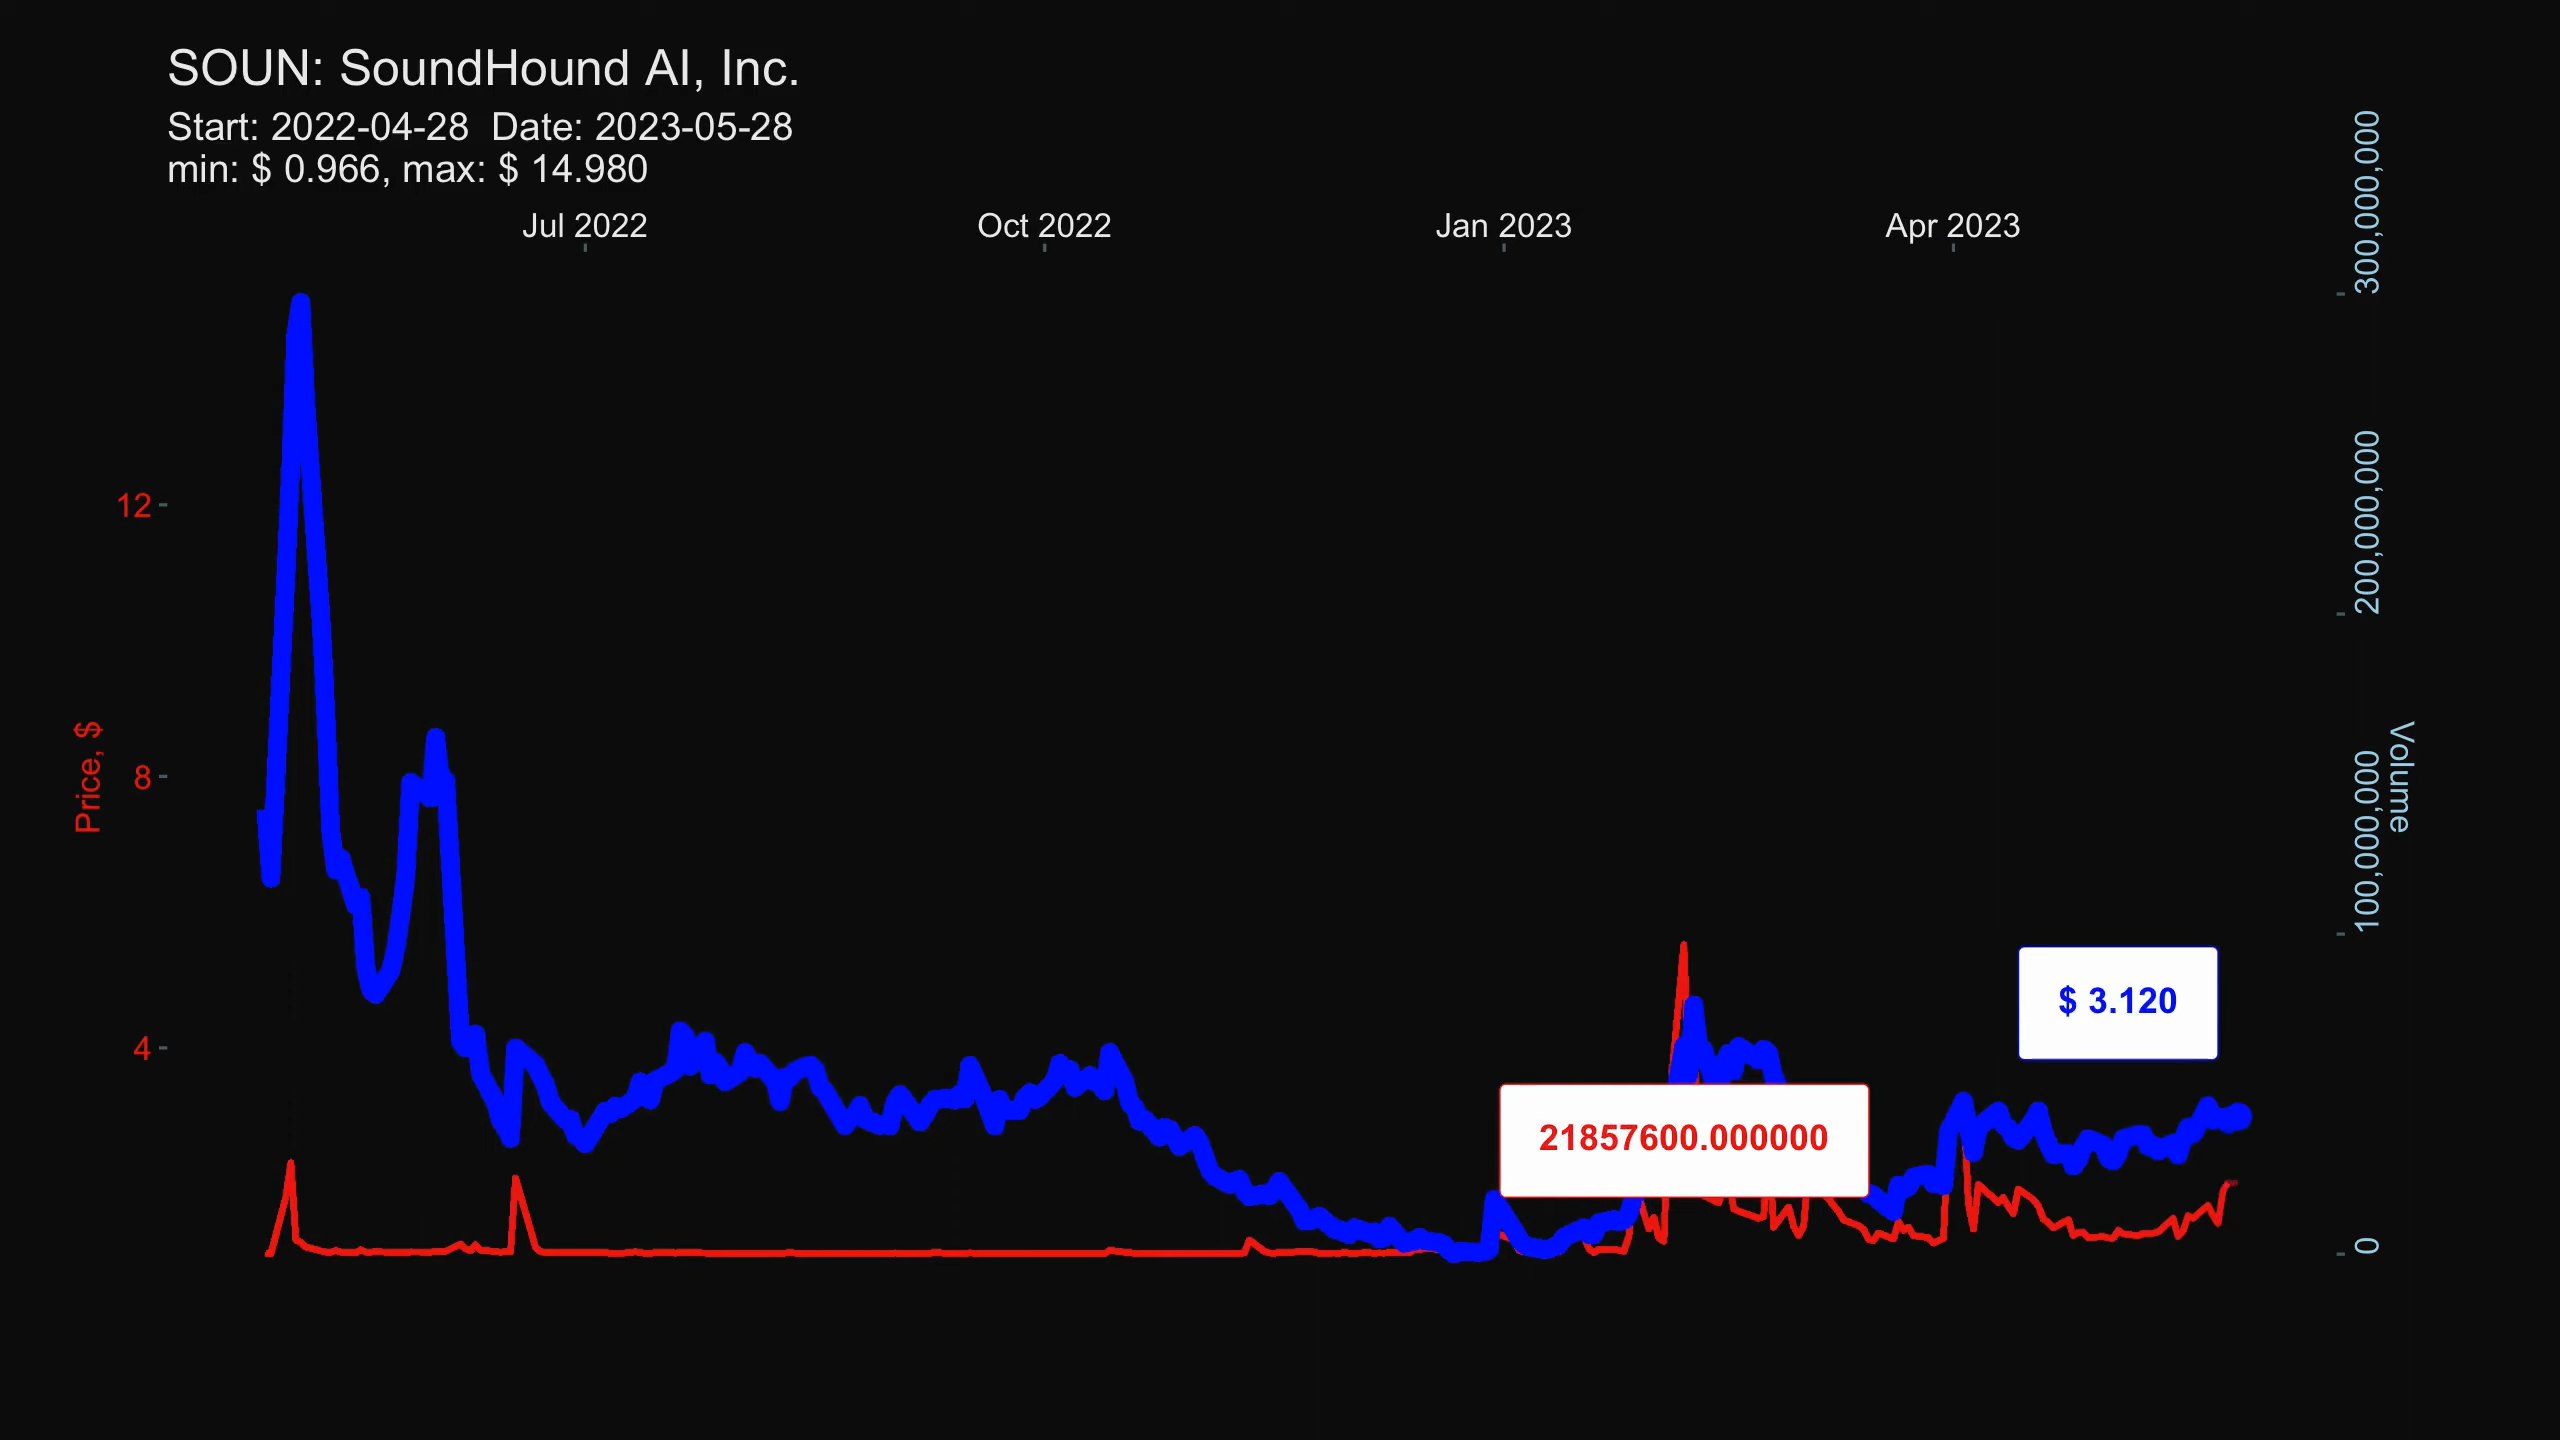 SOUN: SoundHound AI, Inc.
Start: 2022-04-28  Date: 2023-05-28
min: $ 0.966, max: $ 14.980
Jul 2022
Oct 2022
Jan 2023
Apr 2023
12
8
4
Price, $
300,000,000
200,000,000
100,000,000
0
Volume
$ 3.120
21857600.000000